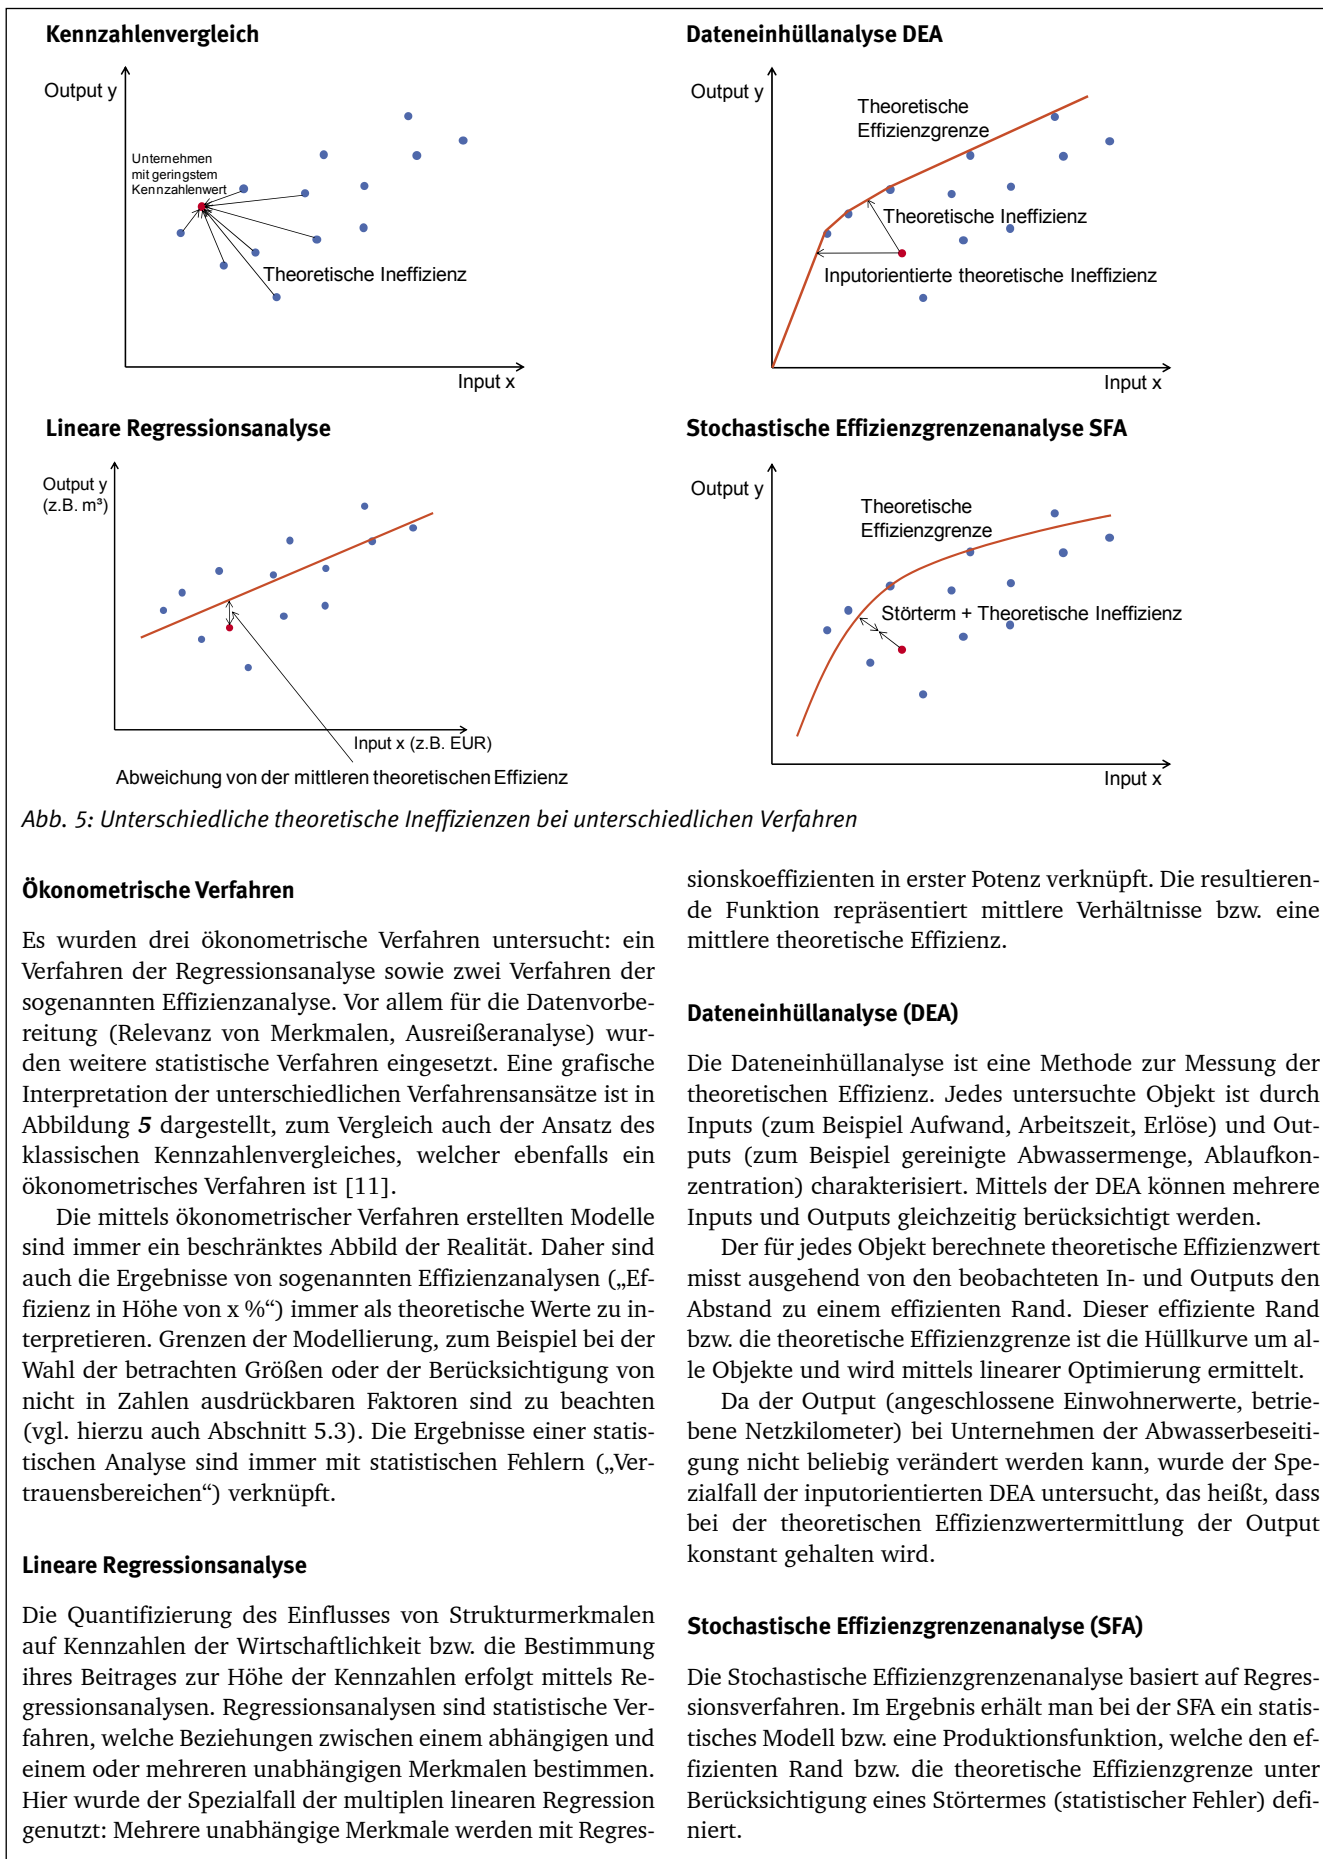 Kennzahlenvergleich
Output y
Unternehmen
mit geringstem
Kennzahlenwert
Theoretische Ineffizienz
Input x
Dateneinhüllanalyse DEA
Output y
Theoretische
Effizienzgrenze
Theoretische Ineffizienz
Inputorientierte theoretische Ineffizienz
Input x
Lineare Regressionsanalyse
Output y
(z.B. m³)
Input x (z.B. EUR)
Abweichung von der mittleren theoretischen Effizienz
Stochastische Effizienzgrenzenanalyse SFA
Output y
Theoretische
Effizienzgrenze
Störterm + Theoretische Ineffizienz
Input x
Abb. 5: Unterschiedliche theoretische Ineffizienzen bei unterschiedlichen Verfahren
Ökonometrische Verfahren
Es wurden drei ökonometrische Verfahren untersucht: ein
Verfahren der Regressionsanalyse sowie zwei Verfahren der
sogenannten Effizienzanalyse. Vor allem für die Datenvorbe-
reitung (Relevanz von Merkmalen, Ausreißeranalyse) wur-
den weitere statistische Verfahren eingesetzt. Eine grafische
Interpretation der unterschiedlichen Verfahrensansätze ist in
Abbildung 5 dargestellt, zum Vergleich auch der Ansatz des
klassischen Kennzahlenvergleiches, welcher ebenfalls ein
ökonometrisches Verfahren ist [11].
Die mittels ökonometrischer Verfahren erstellten Modelle
sind immer ein beschränktes Abbild der Realität. Daher sind
auch die Ergebnisse von sogenannten Effizienzanalysen („Ef-
fizienz in Höhe von x %“) immer als theoretische Werte zu in-
terpretieren. Grenzen der Modellierung, zum Beispiel bei der
Wahl der betrachten Größen oder der Berücksichtigung von
nicht in Zahlen ausdrückbaren Faktoren sind zu beachten
(vgl. hierzu auch Abschnitt 5.3). Die Ergebnisse einer statis-
tischen Analyse sind immer mit statistischen Fehlern („Ver-
trauensbereichen“) verknüpft.
Lineare Regressionsanalyse
Die Quantifizierung des Einflusses von Strukturmerkmalen
auf Kennzahlen der Wirtschaftlichkeit bzw. die Bestimmung
ihres Beitrages zur Höhe der Kennzahlen erfolgt mittels Re-
gressionsanalysen. Regressionsanalysen sind statistische Ver-
fahren, welche Beziehungen zwischen einem abhängigen und
einem oder mehreren unabhängigen Merkmalen bestimmen.
Hier wurde der Spezialfall der multiplen linearen Regression
genutzt: Mehrere unabhängige Merkmale werden mit Regres-
sionskoeffizienten in erster Potenz verknüpft. Die resultieren-
de Funktion repräsentiert mittlere Verhältnisse bzw. eine
mittlere theoretische Effizienz.
Dateneinhüllanalyse (DEA)
Die Dateneinhüllanalyse ist eine Methode zur Messung der
theoretischen Effizienz. Jedes untersuchte Objekt ist durch
Inputs (zum Beispiel Aufwand, Arbeitszeit, Erlöse) und Out-
puts (zum Beispiel gereinigte Abwassermenge, Ablaufkon-
zentration) charakterisiert. Mittels der DEA können mehrere
Inputs und Outputs gleichzeitig berücksichtigt werden.
Der für jedes Objekt berechnete theoretische Effizienzwert
misst ausgehend von den beobachteten In- und Outputs den
Abstand zu einem effizienten Rand. Dieser effiziente Rand
bzw. die theoretische Effizienzgrenze ist die Hüllkurve um al-
le Objekte und wird mittels linearer Optimierung ermittelt.
Da der Output (angeschlossene Einwohnerwerte, betrie-
bene Netzkilometer) bei Unternehmen der Abwasserbeseiti-
gung nicht beliebig verändert werden kann, wurde der Spe-
zialfall der inputorientierten DEA untersucht, das heißt, dass
bei der theoretischen Effizienzwertermittlung der Output
konstant gehalten wird.
Stochastische Effizienzgrenzenanalyse (SFA)
Die Stochastische Effizienzgrenzenanalyse basiert auf Regres-
sionsverfahren. Im Ergebnis erhält man bei der SFA ein statis-
tisches Modell bzw. eine Produktionsfunktion, welche den ef-
fizienten Rand bzw. die theoretische Effizienzgrenze unter
Berücksichtigung eines Störtermes (statistischer Fehler) defi-
niert.